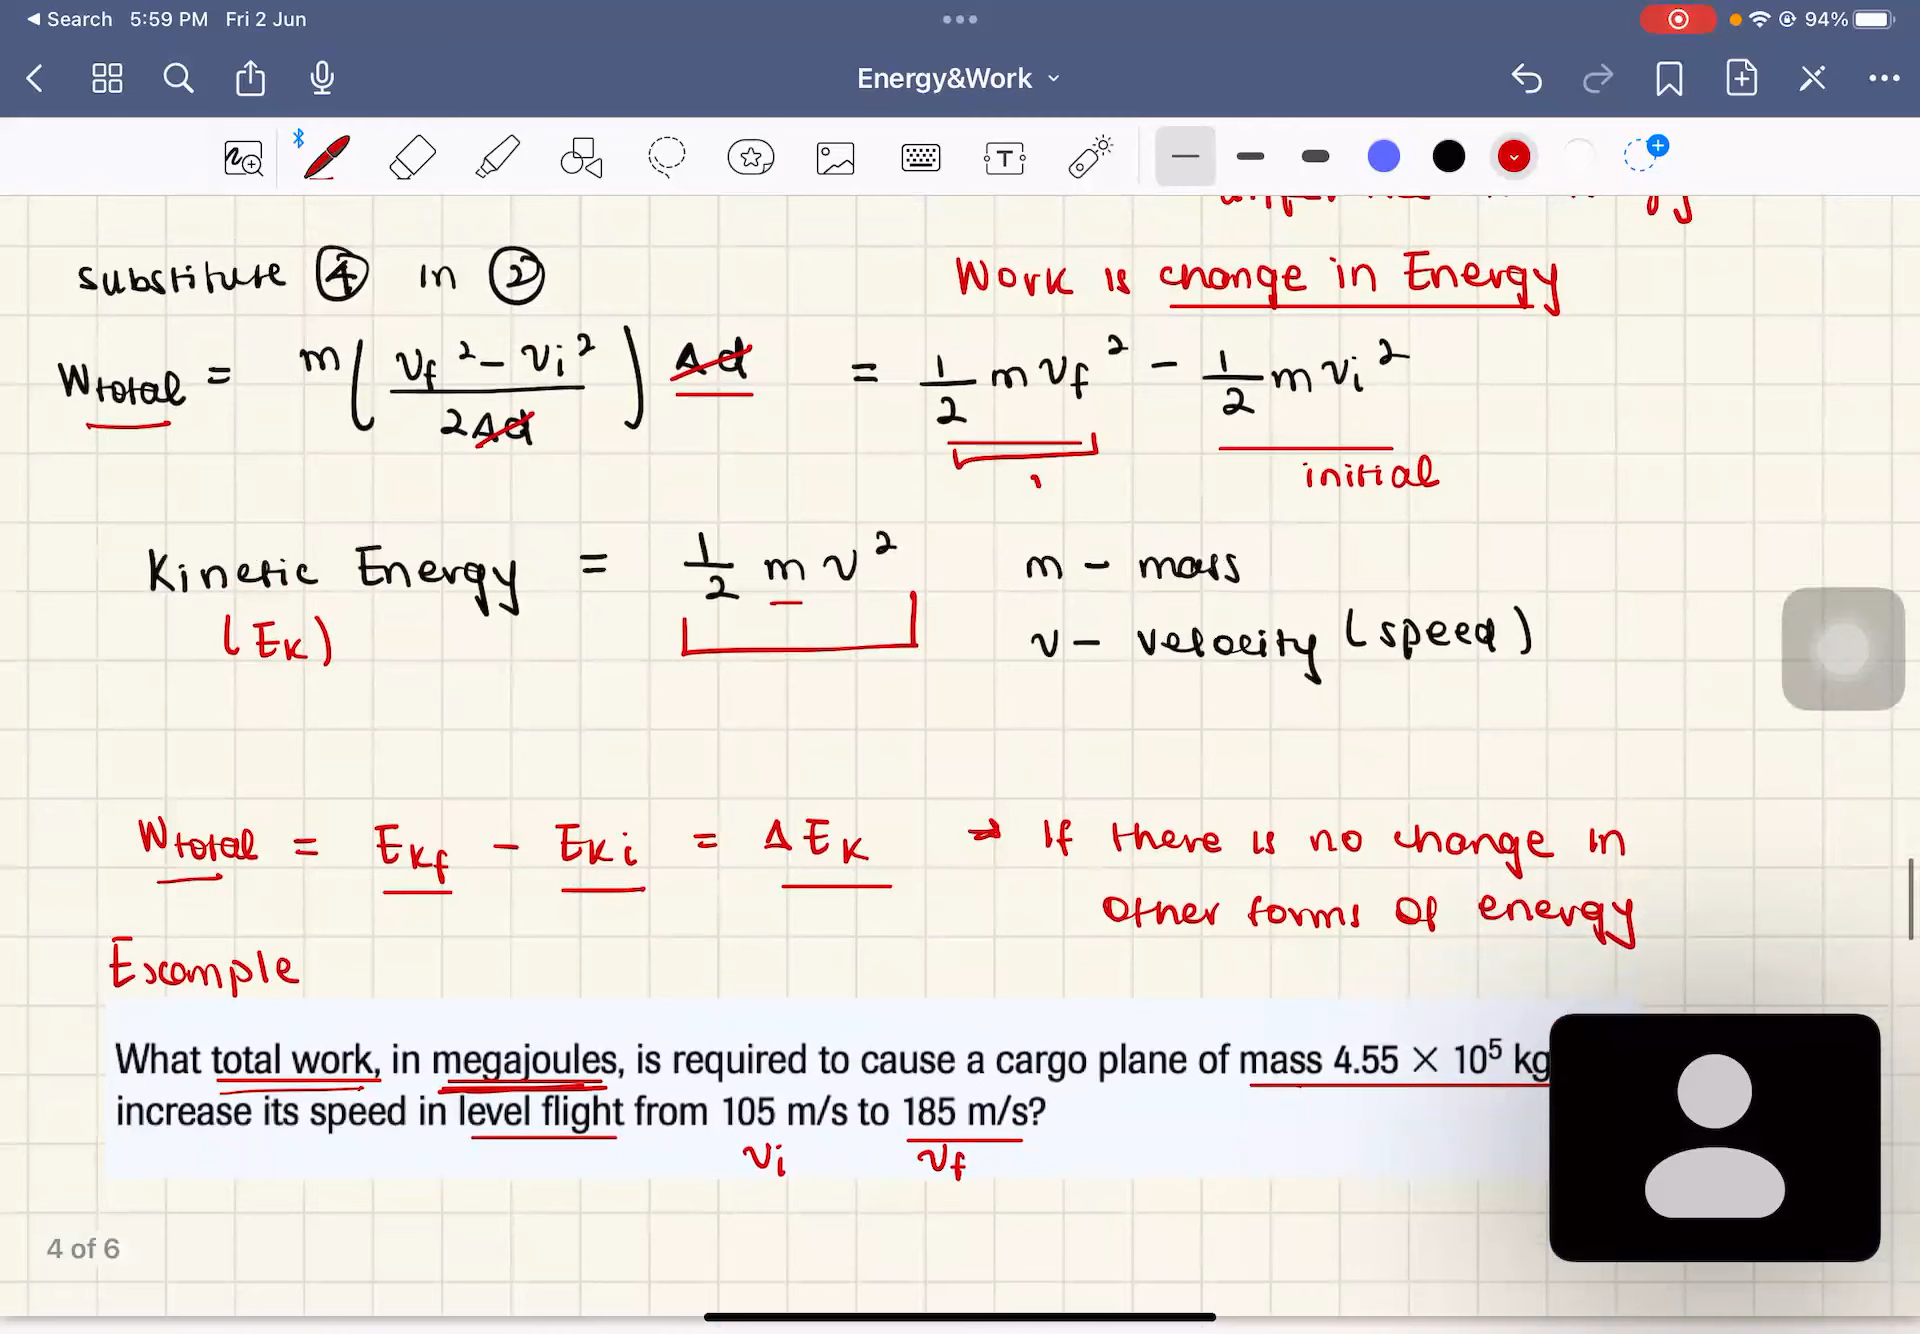 Search 5:59 PM Fri 2 Jun
94%
Energy&Work
T
substitute ④ in ②
Work is change in Energy
Wtotal = m(vf² - vi² / 2Δd) Δd = 1/2 m vf² - 1/2 m vi²
initial
Kinetic Energy = 1/2 m v²
(EK)
m - mass
v - velocity (speed)
Wtotal = EKf - EKi = ΔEK → If there is no change in
other forms of energy
Example
What total work, in megajoules, is required to cause a cargo plane of mass 4.55 × 10⁵ kg
increase its speed in level flight from 105 m/s to 185 m/s?
vi vf
4 of 6